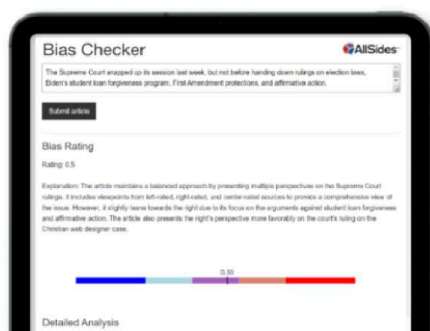 Bias Checker
AllSides
The Supreme Court wrapped up its session last week, but not before handing down rulings on election laws,
Biden's student loan forgiveness program, First Amendment protections, and affirmative action.
Submit article
Bias Rating
Rating: 0.5
Explanation: The article maintains a balanced approach by presenting multiple perspectives on the Supreme Court
rulings. It includes viewpoints from left-rated, right-rated, and center-rated sources to provide a comprehensive view of
the issue. However, it slightly leans towards the right due to its focus on the arguments against student loan forgiveness
and affirmative action. The article also presents the right's perspective more favorably on the court's ruling on the
Christian web designer case.
0.50
Detailed Analysis